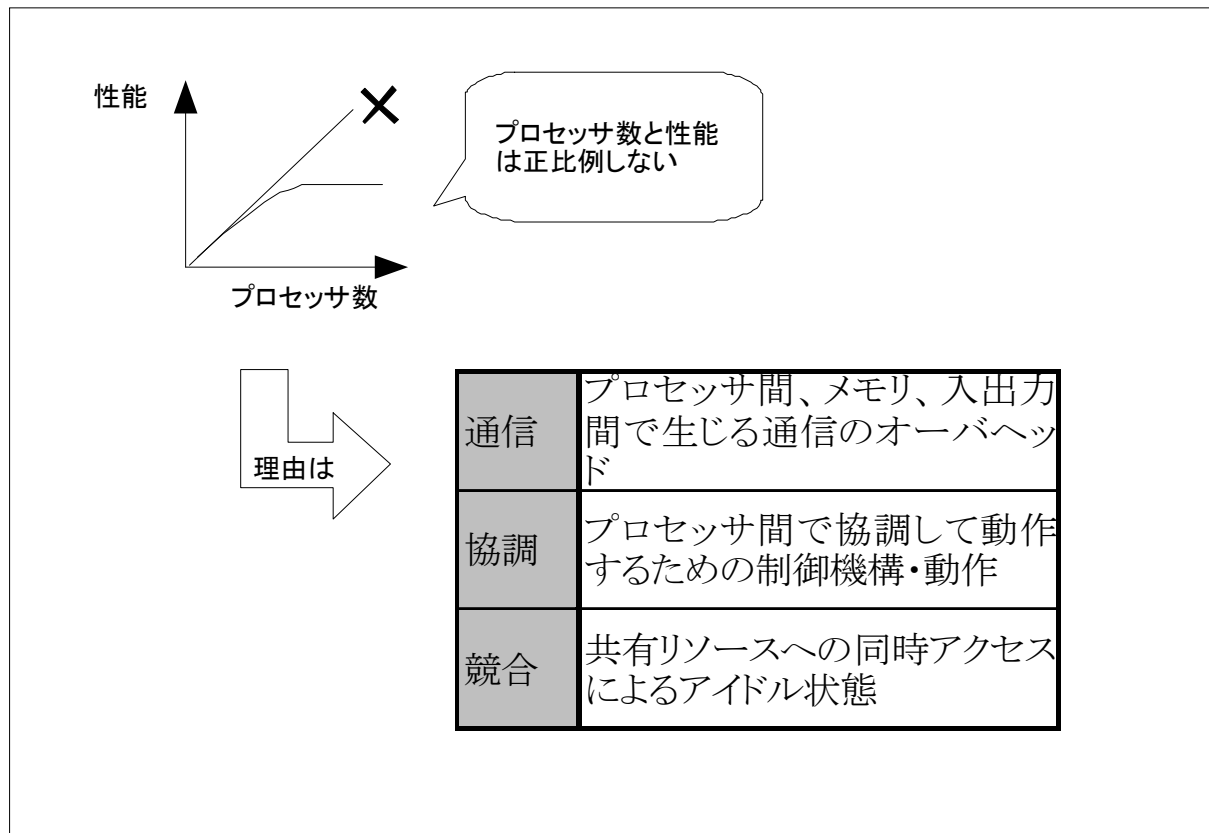 性能
プロセッサ数と性能
は正比例しない
プロセッサ数
理由は
通信
プロセッサ間、メモリ、入出力
間で生じる通信のオーバヘッ
ド
協調
プロセッサ間で協調して動作
するための制御機構・動作
競合
共有リソースへの同時アクセス
によるアイドル状態